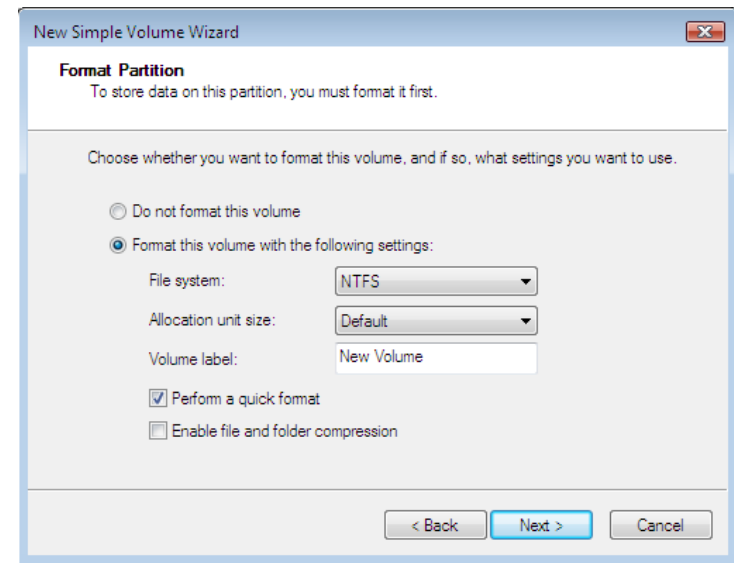 New Simple Volume Wizard
Format Partition
To store data on this partition, you must format it first.
Choose whether you want to format this volume, and if so, what settings you want to use.
Do not format this volume
Format this volume with the following settings:
File system: NTFS
Allocation unit size: Default
Volume label: New Volume
Perform a quick format
Enable file and folder compression
< Back Next > Cancel